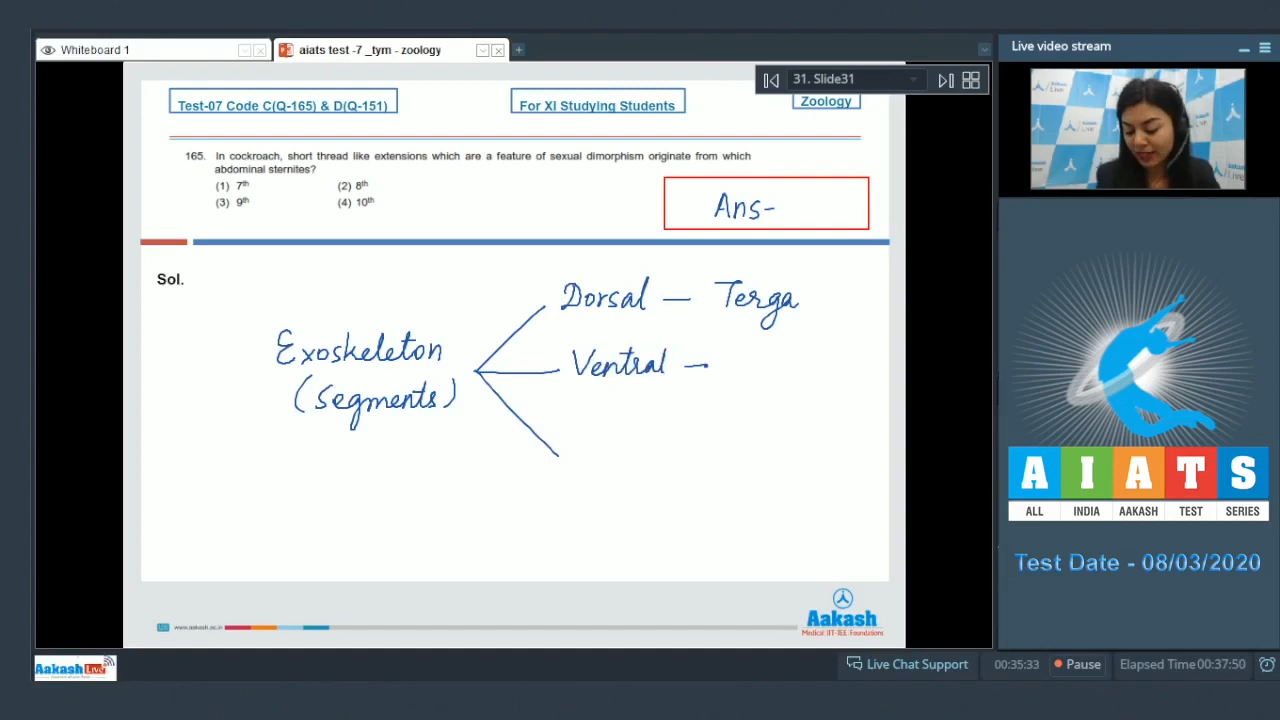 Whiteboard 1
aiats test -7 _tym - zoology
Live video stream
31. Slide31
Test-07 Code C(Q-165) & D(Q-151)
For XI Studying Students
Zoology
165. In cockroach, short thread like extensions which are a feature of sexual dimorphism originate from which
abdominal sternites?
(1) 7th (2) 8th
(3) 9th (4) 10th
Ans-
Sol.
Dorsal — Terga
Exoskeleton
(Segments)
Ventral —
A I A T S
ALL INDIA AAKASH TEST SERIES
Test Date - 08/03/2020
www.aakash.ac.in
Aakash
Medical IIT-JEE Foundations
Aakash Live
Live Chat Support
00:35:33
Pause
Elapsed Time 00:37:50